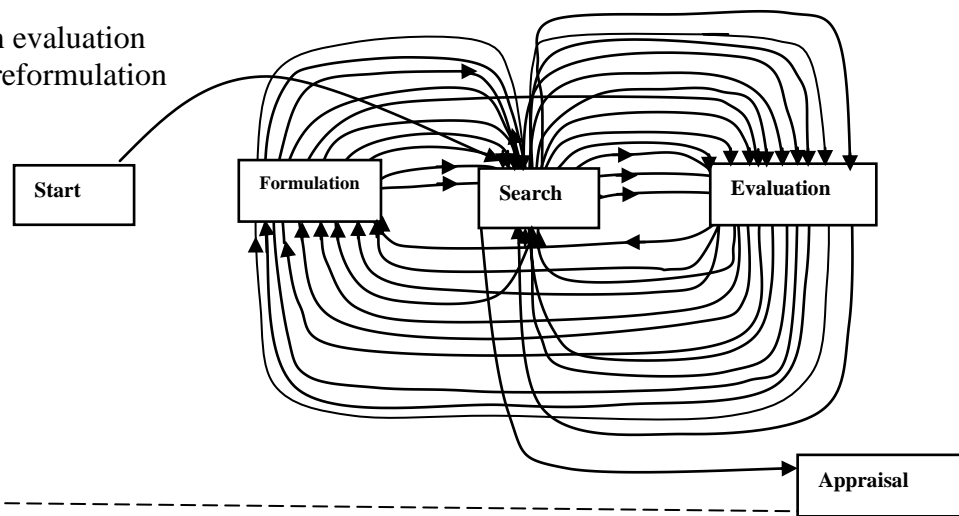 n evaluation
reformulation
Start
Formulation
Search
Evaluation
Appraisal